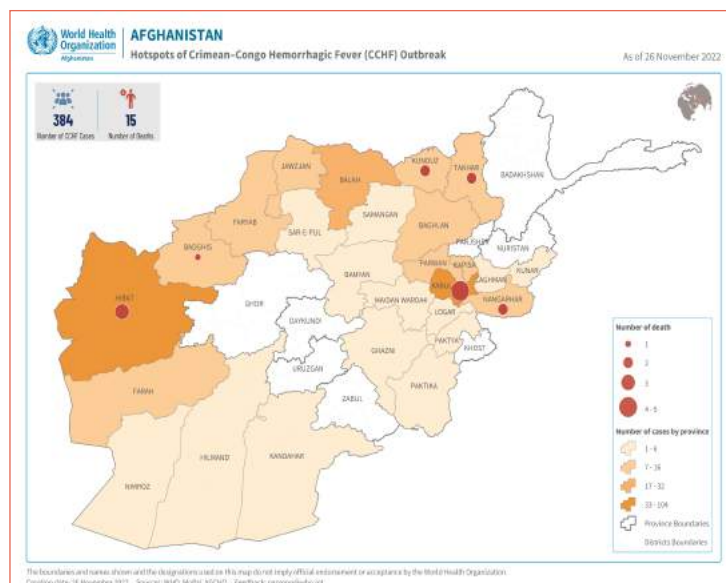 World Health
Organization
Afghanistan
AFGHANISTAN
Hotspots of Crimean-Congo Hemorrhagic Fever (CCHF) Outbreak
As of 26 November 2022
384
15
Number of CCHF Cases
Number of Deaths
JAWZJAN
BALKH
KUNDUZ
TAKHAR
BADAKHSHAN
FARYAB
SAR-E-PUL
SAMANGAN
BAGHLAN
BADGHIS
PANJSHER
NURISTAN
BAMYAN
PARWAN
KAPISA
KUNAR
LAGHMAN
KABUL
HIRAT
GHOR
MAIDAN WARDAK
NANGARHAR
LOGAR
DAYKUNDI
PAKTYA
KHOST
GHAZNI
URUZGAN
PAKTIKA
FARAH
ZABUL
NIMROZ
HILMAND
KANDAHAR
Number of death
1
2
3
4 - 5
Number of cases by province
1 - 6
7 - 16
17 - 32
33 - 104
Province Boundaries
Districts Boundaries
The boundaries and names shown and the designations used on this map do not imply official endorsement or acceptance by the World Health Organization